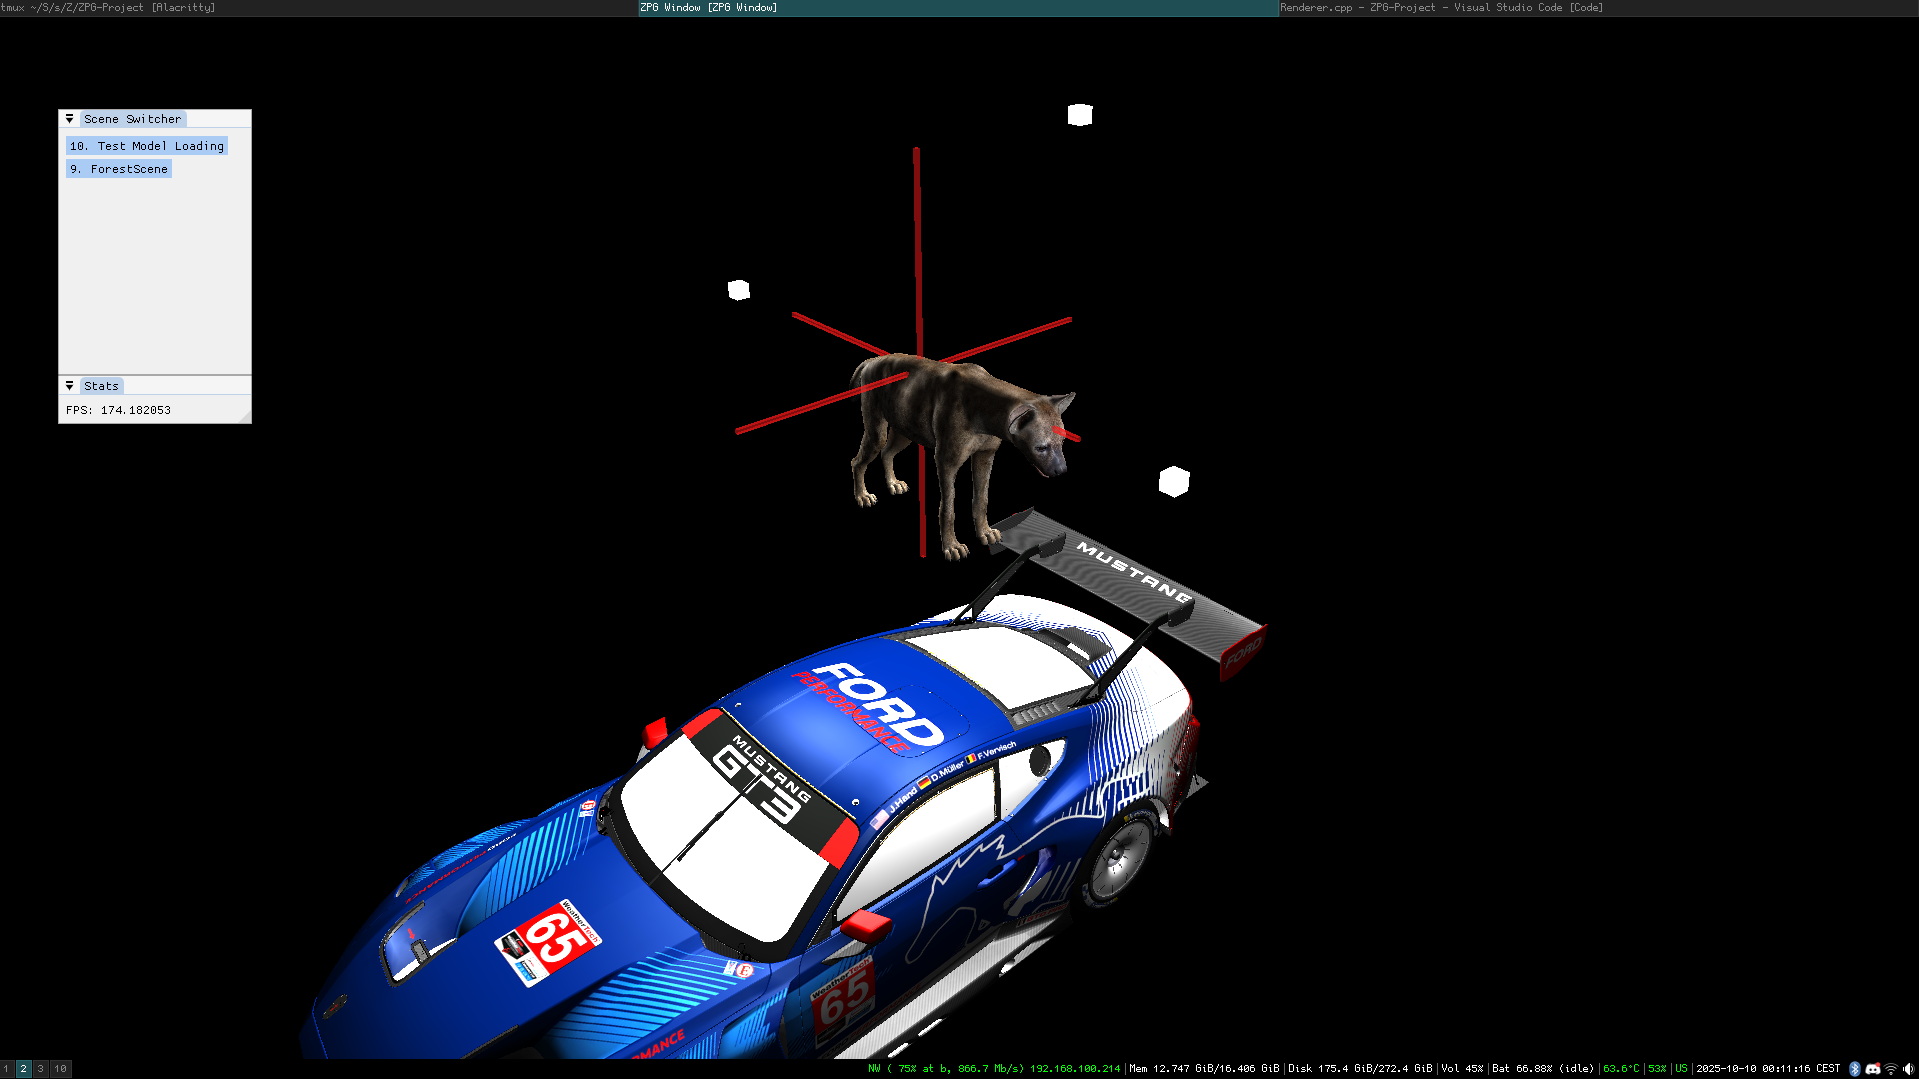 tmux ~/S/s/Z/ZPG-Project [Alacritty]
ZPG Window [ZPG Window]
Renderer.cpp - ZPG-Project - Visual Studio Code [Code]
Scene Switcher
10. Test Model Loading
9. ForestScene
Stats
FPS: 174.182053
MUSTANG
FORD
FORD
PERFORMANCE
MUSTANG
GT3
J.Hand D.Müller F.Vervisch
WeatherTech
65
WeatherTech
65
MANCE
1 2 3 10
NW ( 75% at b, 866.7 Mb/s) 192.168.100.214|Mem 12.747 GiB/16.406 GiB|Disk 175.4 GiB/272.4 GiB|Vol 45%|Bat 66.88% (idle)|63.6°C|53%|US|2025-10-10 00:11:16 CEST